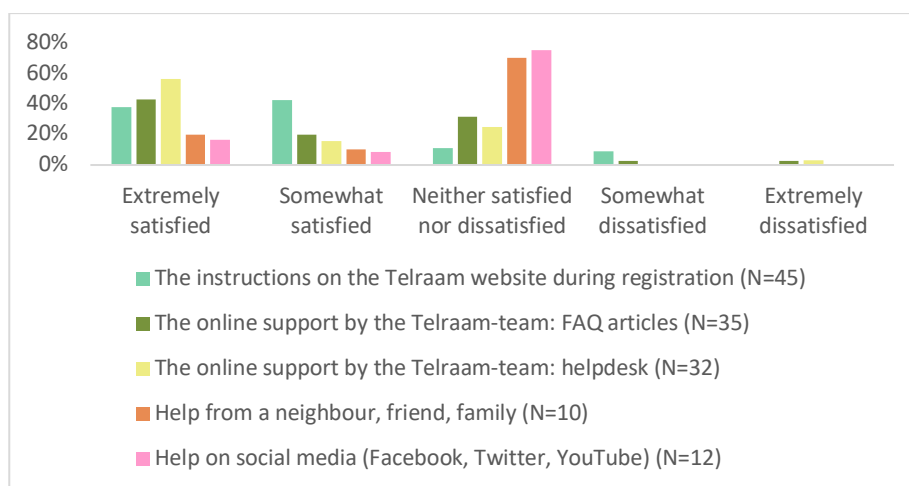 80%
60%
40%
20%
0%
Extremely satisfied
Somewhat satisfied
Neither satisfied nor dissatisfied
Somewhat dissatisfied
Extremely dissatisfied
The instructions on the Telraam website during registration (N=45)
The online support by the Telraam-team: FAQ articles (N=35)
The online support by the Telraam-team: helpdesk (N=32)
Help from a neighbour, friend, family (N=10)
Help on social media (Facebook, Twitter, YouTube) (N=12)